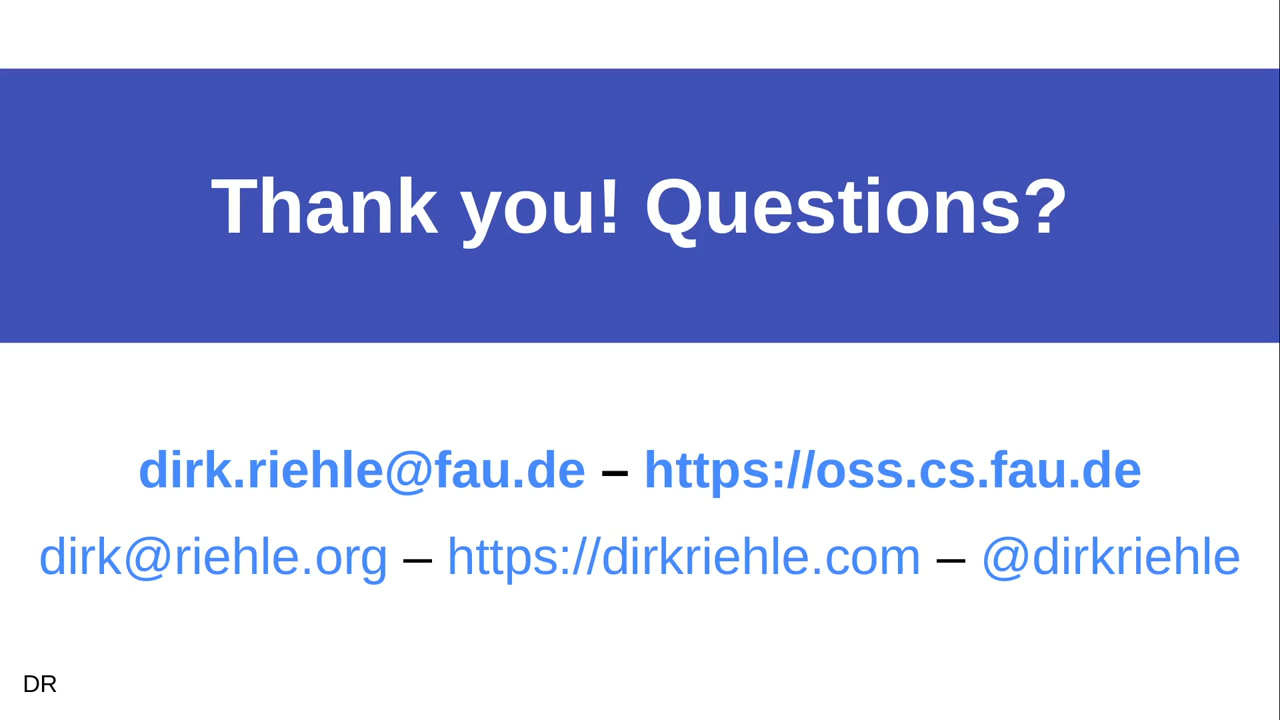 Thank you! Questions?
dirk.riehle@fau.de – https://oss.cs.fau.de
dirk@riehle.org – https://dirkriehle.com – @dirkriehle
DR